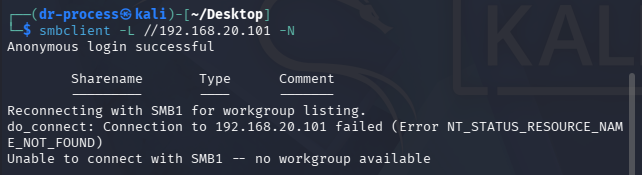 ┌──(dr-process㉿kali)-[~/Desktop]
└─$ smbclient -L //192.168.20.101 -N
Anonymous login successful
Sharename       Type      Comment
---------       ----      -------
Reconnecting with SMB1 for workgroup listing.
do_connect: Connection to 192.168.20.101 failed (Error NT_STATUS_RESOURCE_NAM
E_NOT_FOUND)
Unable to connect with SMB1 -- no workgroup available
KAL